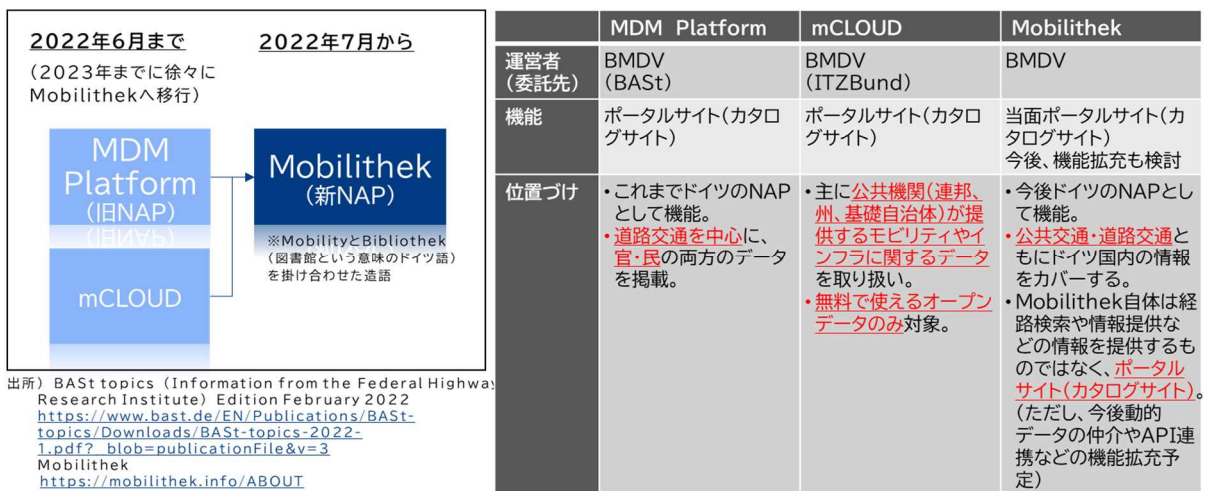 2022年6月まで
2022年7月から
（2023年までに徐々に
Mobilithekへ移行）
MDM
Platform
（旧NAP）
mCLOUD
Mobilithek
（新NAP）
※MobilityとBibliothek
（図書館という意味のドイツ語）
を掛け合わせた造語
出所）BASt topics（Information from the Federal Highway
Research Institute）Edition February 2022
https://www.bast.de/EN/Publications/BASt-
topics/Downloads/BASt-topics-2022-
1.pdf?_blob=publicationFile&v=3
Mobilithek
https://mobilithek.info/ABOUT
MDM Platform
mCLOUD
Mobilithek
運営者
（委託先）
BMDV
（BASt）
BMDV
（ITZBund）
BMDV
機能
ポータルサイト（カタロ
グサイト）
ポータルサイト（カタロ
グサイト）
当面ポータルサイト（カ
タログサイト）
今後、機能拡充も検討
位置づけ
・これまでドイツのNAP
として機能。
・道路交通を中心に、
官・民の両方のデータ
を掲載。
・主に公共機関（連邦、
州、基礎自治体）が提
供するモビリティやイ
ンフラに関するデータ
を取り扱い。
・無料で使えるオープン
データのみ対象。
・今後ドイツのNAPとし
て機能。
・公共交通・道路交通と
もにドイツ国内の情報
をカバーする。
・Mobilithek自体は経
路検索や情報提供な
どの情報を提供するも
のではなく、ポータル
サイト（カタログサイト）。
（ただし、今後動的
データの仲介やAPI連
携などの機能拡充予
定）